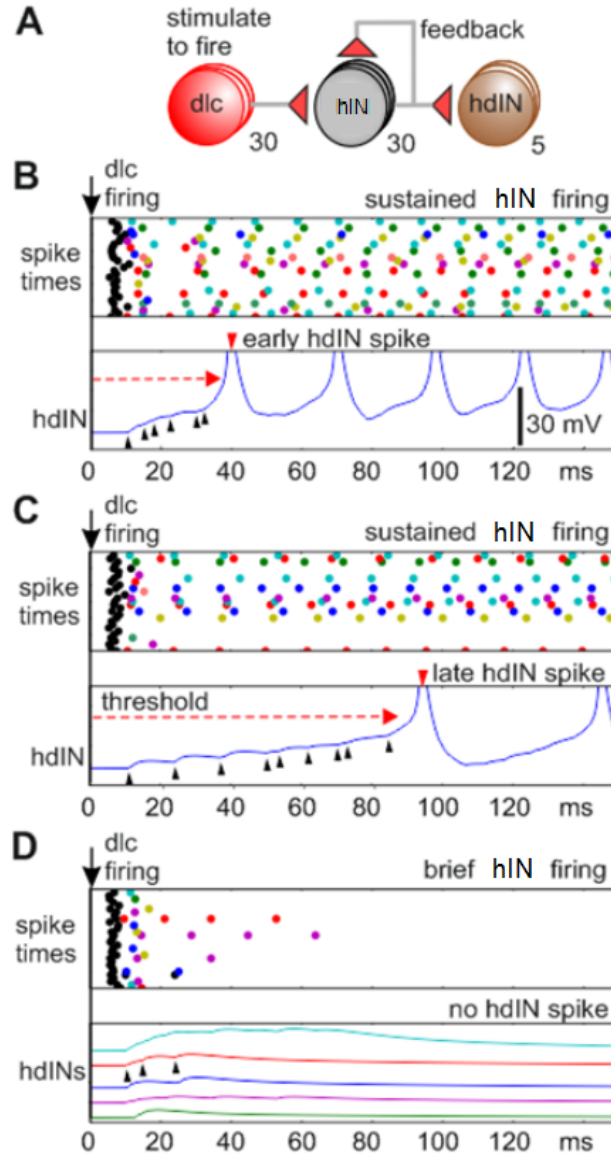 A
stimulate
to fire
feedback
dlc
hIN
hdIN
30
30
5
B
dlc
firing
sustained hIN firing
spike
times
early hdIN spike
hdIN
30 mV
0 20 40 60 80 100 120 ms
C
dlc
firing
sustained hIN firing
spike
times
late hdIN spike
threshold
hdIN
0 20 40 60 80 100 120 ms
D
dlc
firing
brief hIN firing
spike
times
no hdIN spike
hdINs
0 20 40 60 80 100 120 ms